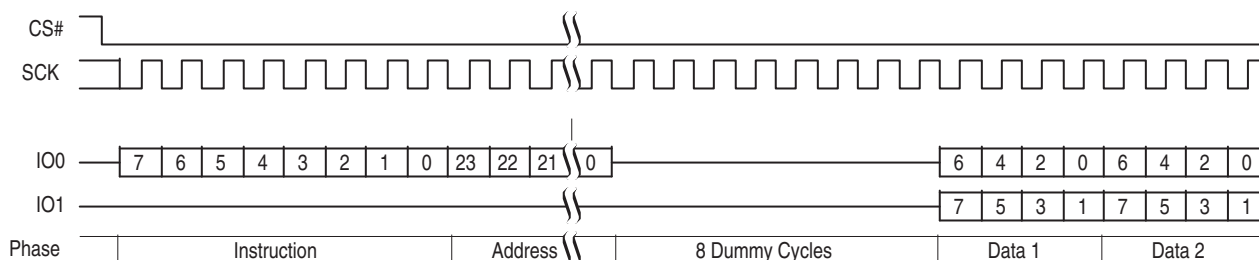 CS#
SCK
IO0 7 6 5 4 3 2 1 0 23 22 21 0 6 4 2 0 6 4 2 0
IO1 7 5 3 1 7 5 3 1
Phase Instruction Address 8 Dummy Cycles Data 1 Data 2